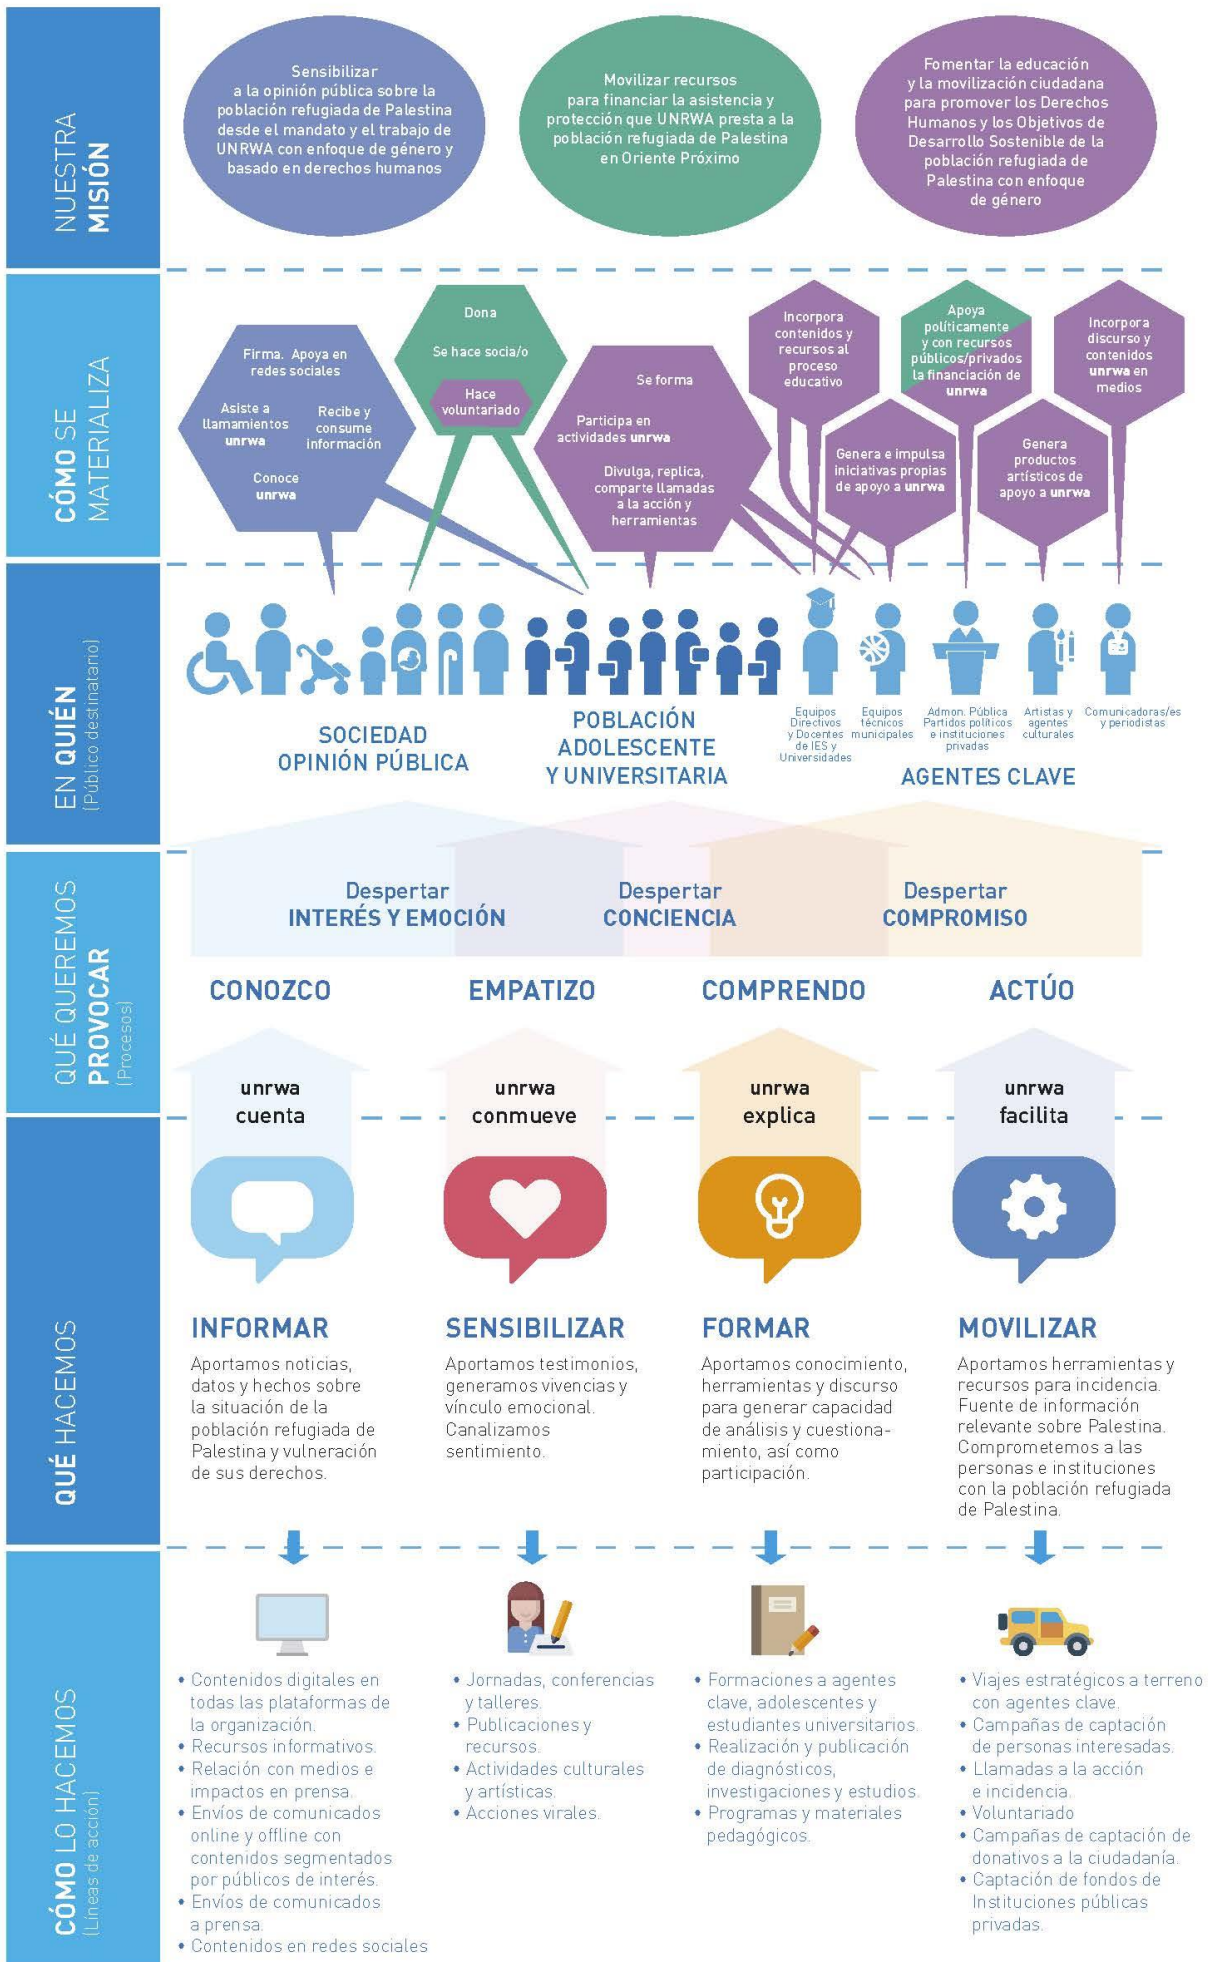 NUESTRA
MISIÓN
Sensibilizar
a la opinión pública sobre la
población refugiada de Palestina
desde el mandato y el trabajo de
UNRWA con enfoque de género y
basado en derechos humanos
Movilizar recursos
para financiar la asistencia y
protección que UNRWA presta a la
población refugiada de Palestina
en Oriente Próximo
Fomentar la educación
y la movilización ciudadana
para promover los Derechos
Humanos y los Objetivos de
Desarrollo Sostenible de la
población refugiada de
Palestina con enfoque
de género
CÓMO SE
MATERIALIZA
Firma. Apoya en
redes sociales
Asiste a
llamamientos
unrwa
Recibe y
consume
información
Conoce
unrwa
Dona
Se hace socia/o
Hace
voluntariado
Se forma
Participa en
actividades unrwa
Divulga, replica,
comparte llamadas
a la acción y
herramientas
Incorpora
contenidos y
recursos al
proceso
educativo
Genera e impulsa
iniciativas propias
de apoyo a unrwa
Apoya
políticamente
y con recursos
públicos/privados
la financiación de
unrwa
Genera
productos
artísticos de
apoyo a unrwa
Incorpora
discurso y
contenidos
unrwa en
medios
EN QUIÉN
(Público destinatario)
SOCIEDAD
OPINIÓN PÚBLICA
POBLACIÓN
ADOLESCENTE
Y UNIVERSITARIA
Equipos
Directivos
y Docentes
de IES y
Universidades
Equipos
técnicos
municipales
Admon. Pública
Partidos políticos
e instituciones
privadas
Artistas y
agentes
culturales
Comunicadoras/es
y periodistas
AGENTES CLAVE
QUÉ QUEREMOS
PROVOCAR
(Procesos)
Despertar
INTERÉS Y EMOCIÓN
Despertar
CONCIENCIA
Despertar
COMPROMISO
CONOZCO
EMPATIZO
COMPRENDO
ACTÚO
unrwa
cuenta
unrwa
conmueve
unrwa
explica
unrwa
facilita
QUÉ HACEMOS
INFORMAR
Aportamos noticias,
datos y hechos sobre
la situación de la
población refugiada de
Palestina y vulneración
de sus derechos.
SENSIBILIZAR
Aportamos testimonios,
generamos vivencias y
vínculo emocional.
Canalizamos
sentimiento.
FORMAR
Aportamos conocimiento,
herramientas y discurso
para generar capacidad
de análisis y cuestiona-
miento, así como
participación.
MOVILIZAR
Aportamos herramientas y
recursos para incidencia.
Fuente de información
relevante sobre Palestina.
Comprometemos a las
personas e instituciones
con la población refugiada
de Palestina.
CÓMO LO HACEMOS
(Líneas de acción)
• Contenidos digitales en
todas las plataformas de
la organización.
• Recursos informativos.
• Relación con medios e
impactos en prensa.
• Envíos de comunicados
online y offline con
contenidos segmentados
por públicos de interés.
• Envíos de comunicados
a prensa.
• Contenidos en redes sociales
• Jornadas, conferencias
y talleres.
• Publicaciones y
recursos.
• Actividades culturales
y artísticas.
• Acciones virales.
• Formaciones a agentes
clave, adolescentes y
estudiantes universitarios.
• Realización y publicación
de diagnósticos,
investigaciones y estudios.
• Programas y materiales
pedagógicos.
• Viajes estratégicos a terreno
con agentes clave.
• Campañas de captación
de personas interesadas.
• Llamadas a la acción
e incidencia.
• Voluntariado
• Campañas de captación de
donativos a la ciudadanía.
• Captación de fondos de
Instituciones públicas
privadas.